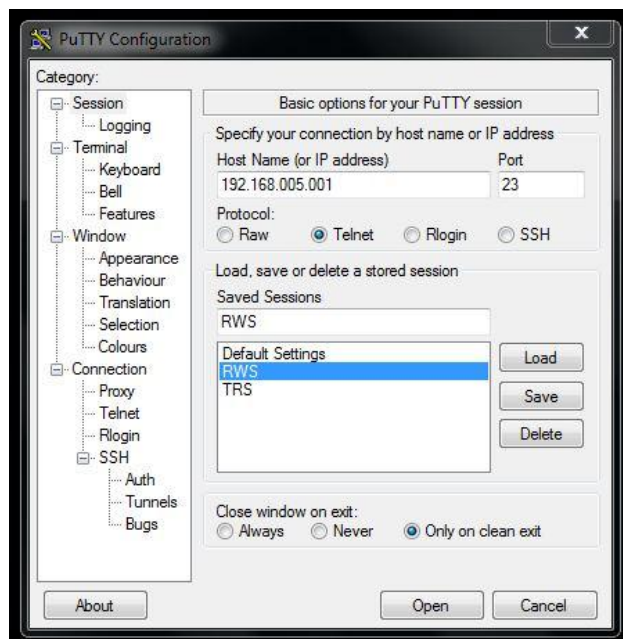 PuTTY Configuration
X
Category:
Session
Logging
Terminal
Keyboard
Bell
Features
Window
Appearance
Behaviour
Translation
Selection
Colours
Connection
Proxy
Telnet
Rlogin
SSH
Auth
Tunnels
Bugs
Basic options for your PuTTY session
Specify your connection by host name or IP address
Host Name (or IP address) Port
192.168.005.001 23
Protocol:
Raw Telnet Rlogin SSH
Load, save or delete a stored session
Saved Sessions
RWS
Default Settings
RWS
TRS
Load
Save
Delete
Close window on exit:
Always Never Only on clean exit
About Open Cancel